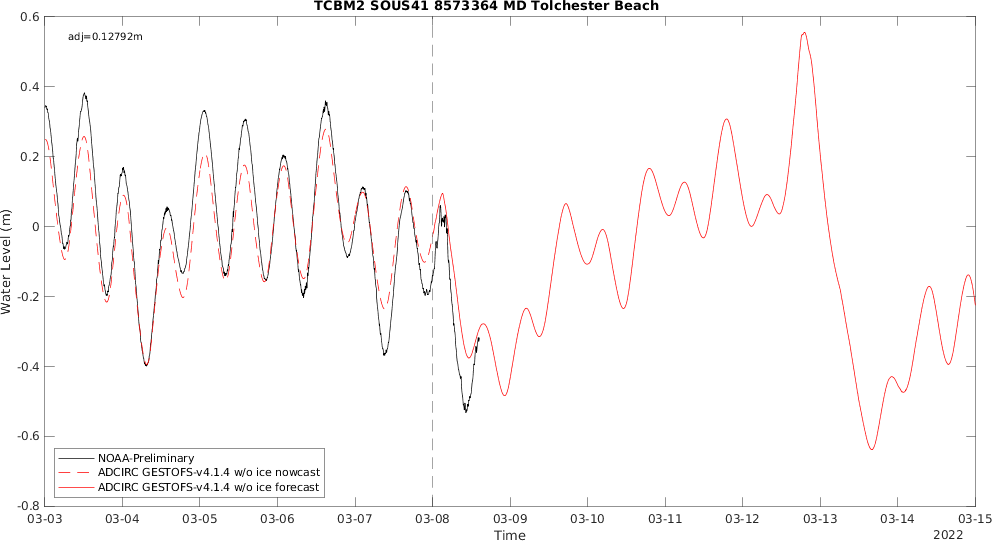 TCBM2 SOUS41 8573364 MD Tolchester Beach
adj=0.12792m
0.6
0.4
0.2
0
-0.2
-0.4
-0.6
-0.8
Water Level (m)
NOAA-Preliminary
ADCIRC GESTOFS-v4.1.4 w/o ice nowcast
ADCIRC GESTOFS-v4.1.4 w/o ice forecast
03-03 03-04 03-05 03-06 03-07 03-08 03-09 03-10 03-11 03-12 03-13 03-14 03-15
Time
2022